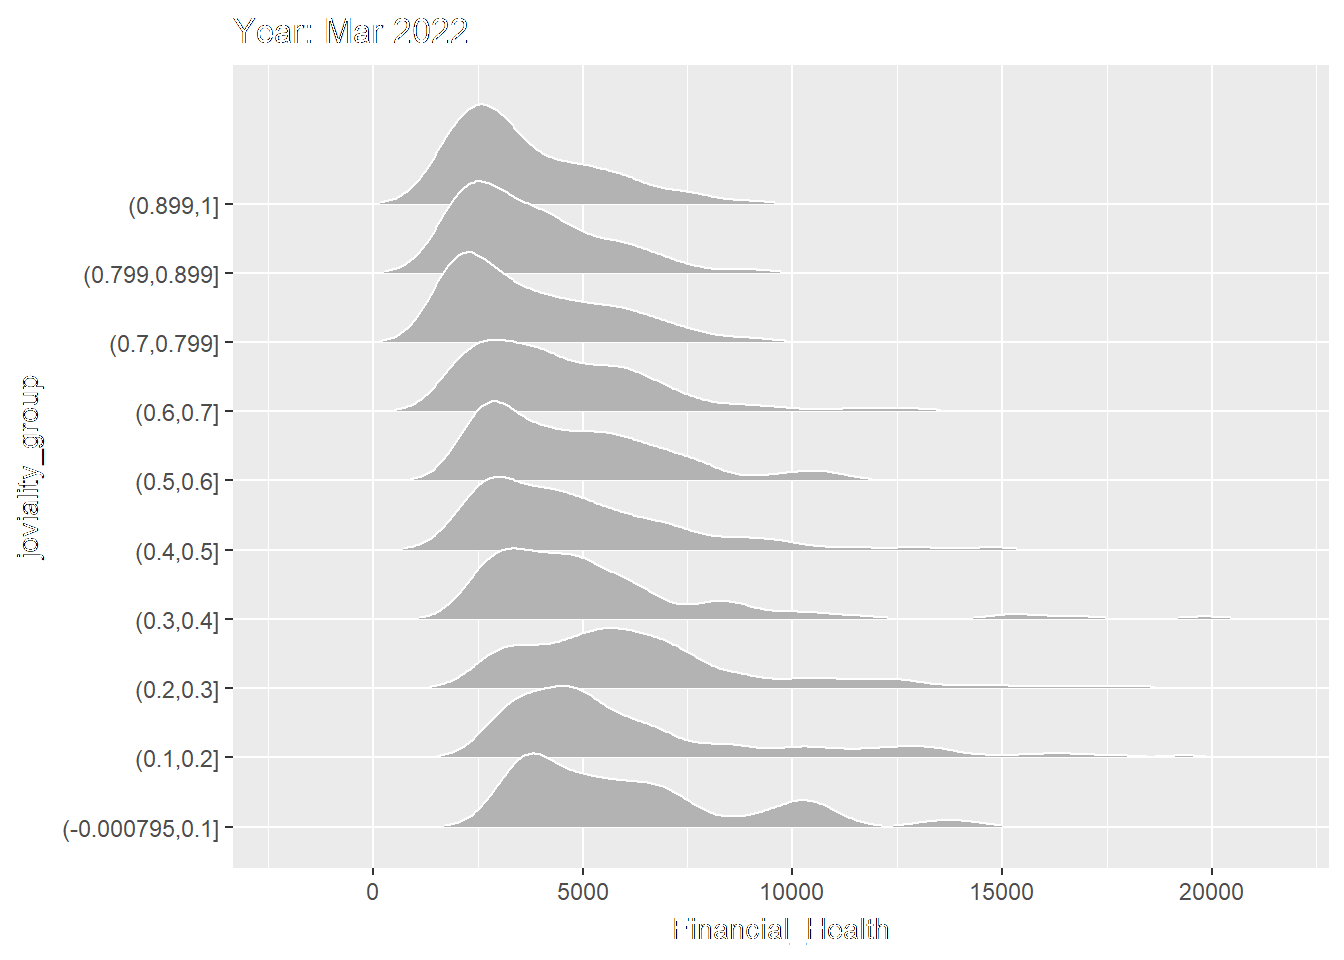 Year: Mar 2022
(0.899,1]
(0.799,0.899]
(0.7,0.799]
(0.6,0.7]
(0.5,0.6]
(0.4,0.5]
(0.3,0.4]
(0.2,0.3]
(0.1,0.2]
(-0.000795,0.1]
joviality_group
0 5000 10000 15000 20000
Financial_Health